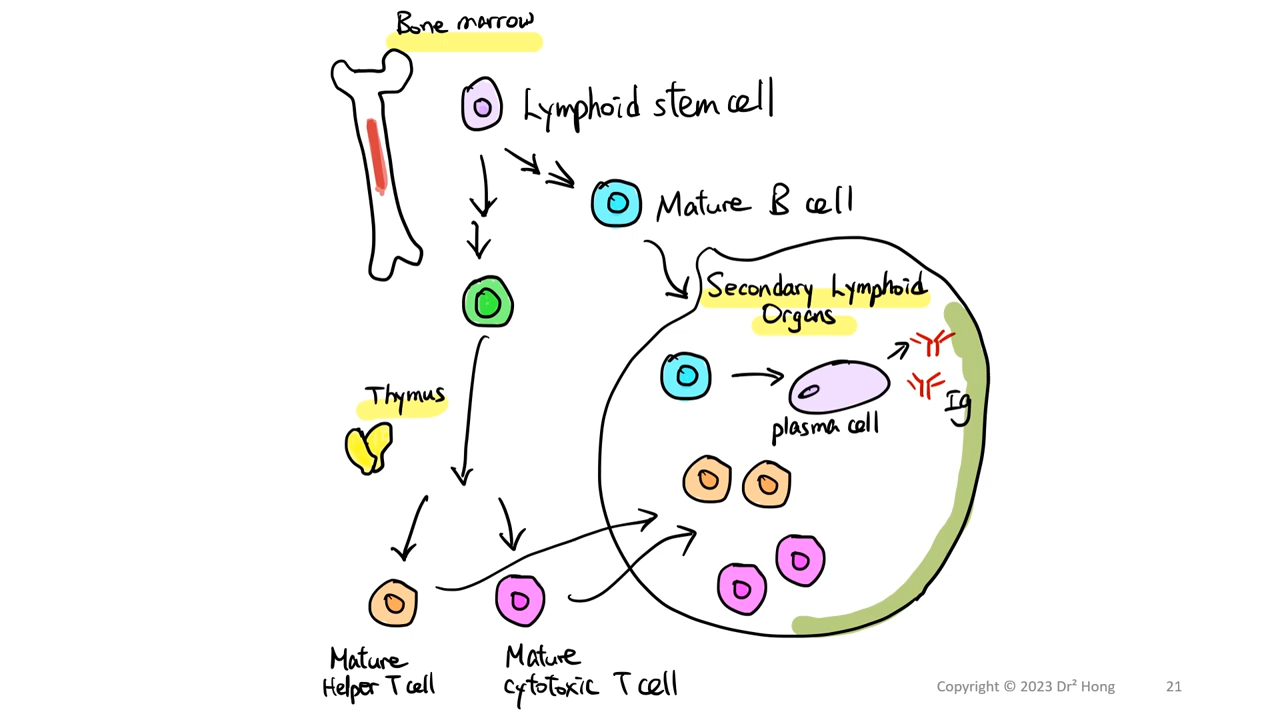 Bone marrow
Lymphoid stem cell
Mature B cell
Secondary Lymphoid
Organs
Thymus
Ig
plasma cell
Mature
Helper T cell
Mature
cytotoxic T cell
Copyright © 2023 Dr² Hong
21